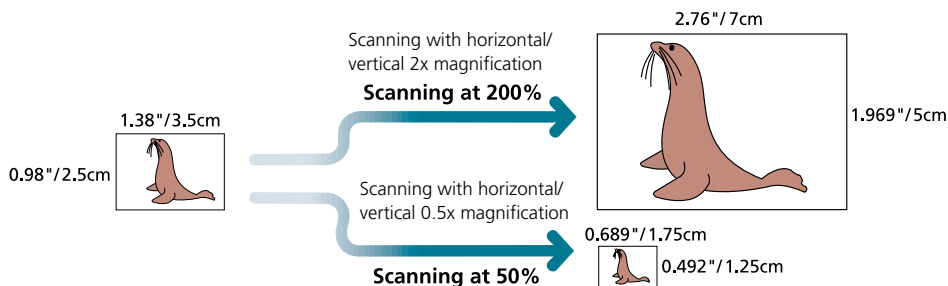 1.38"/3.5cm
0.98"/2.5cm
Scanning with horizontal/
vertical 2x magnification
Scanning at 200%
2.76"/7cm
1.969"/5cm
Scanning with horizontal/
vertical 0.5x magnification
Scanning at 50%
0.689"/1.75cm
0.492"/1.25cm